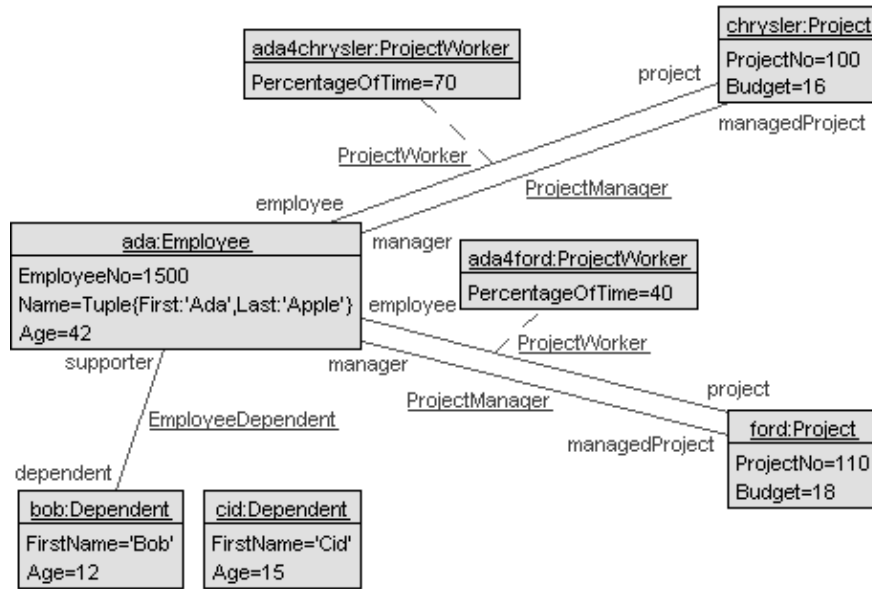 chrysler:Project
ProjectNo=100
Budget=16
ada4chrysler:ProjectWorker
PercentageOfTime=70
project
managedProject
ProjectWorker
ProjectManager
employee
manager
ada:Employee
EmployeeNo=1500
Name=Tuple{First:'Ada',Last:'Apple'}
Age=42
ada4ford:ProjectWorker
PercentageOfTime=40
employee
ProjectWorker
supporter
manager
ProjectManager
project
managedProject
EmployeeDependent
ford:Project
ProjectNo=110
Budget=18
dependent
bob:Dependent
FirstName='Bob'
Age=12
cid:Dependent
FirstName='Cid'
Age=15